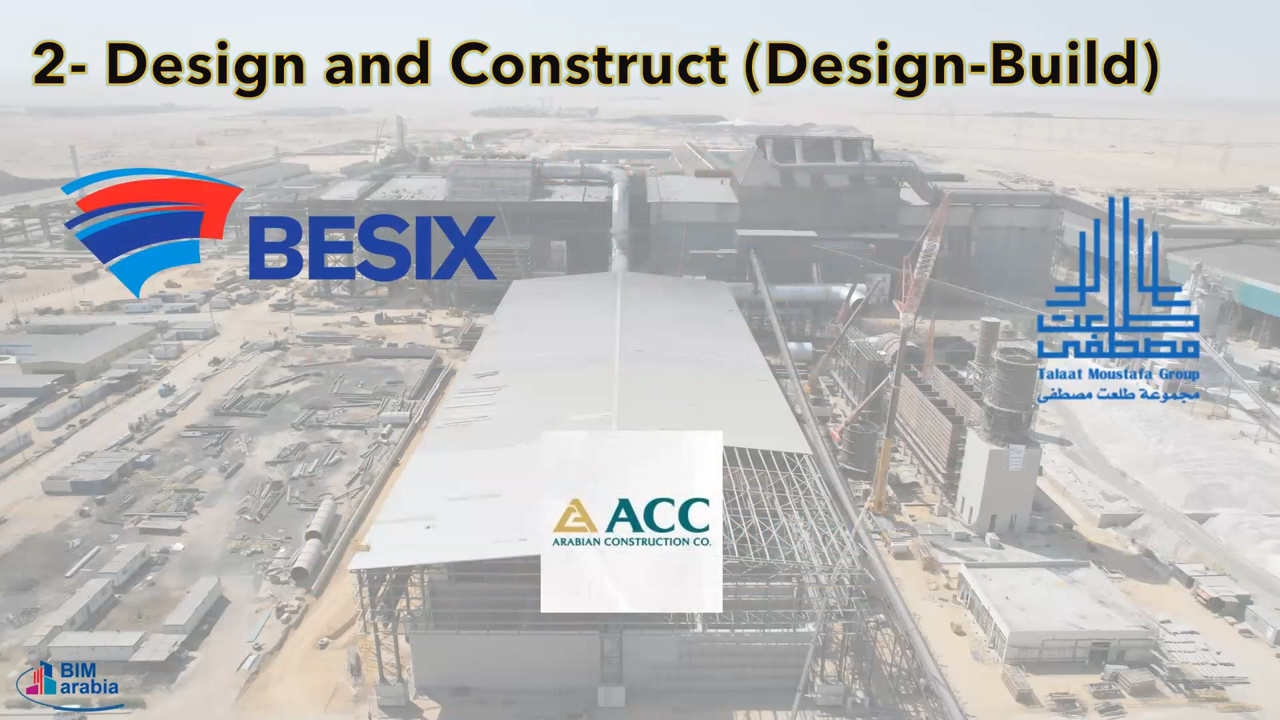 2- Design and Construct (Design-Build)
BESIX
طلعت
مصطفى
Talaat Moustafa Group
مجموعة طلعت مصطفى
ACC
ARABIAN CONSTRUCTION CO.
BIM
arabia